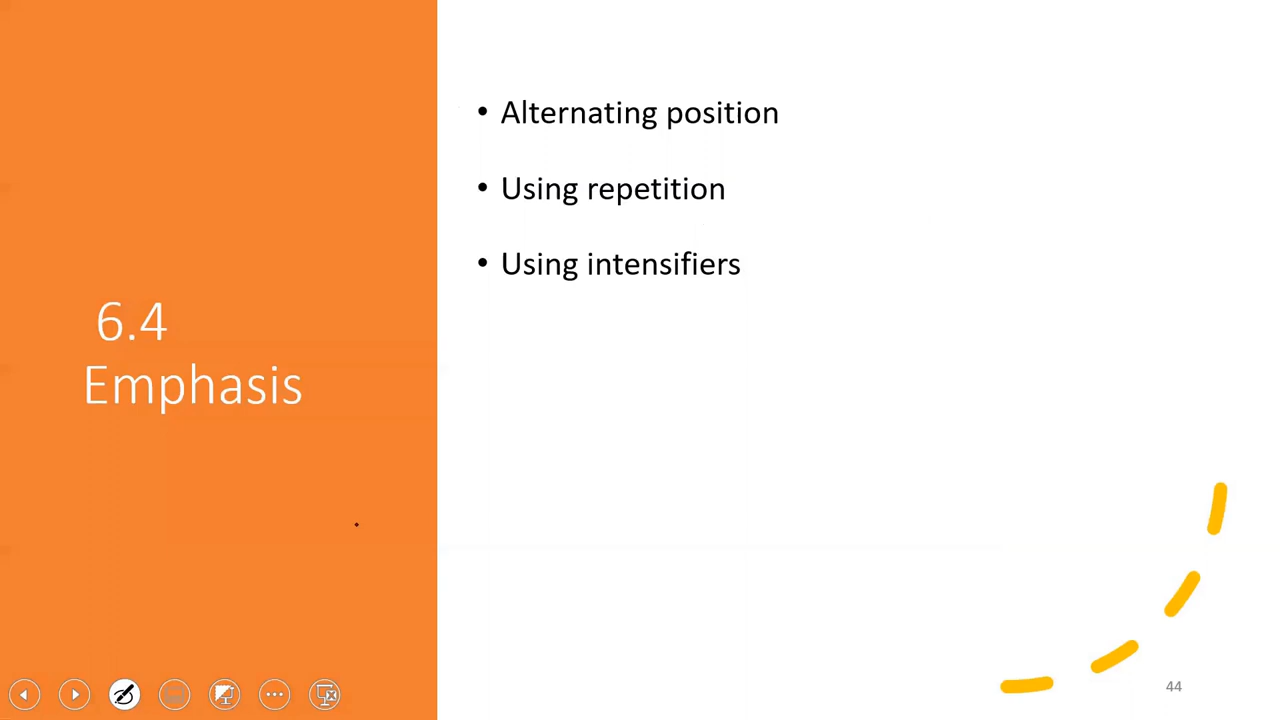 6.4
Emphasis
• Alternating position
• Using repetition
• Using intensifiers
44